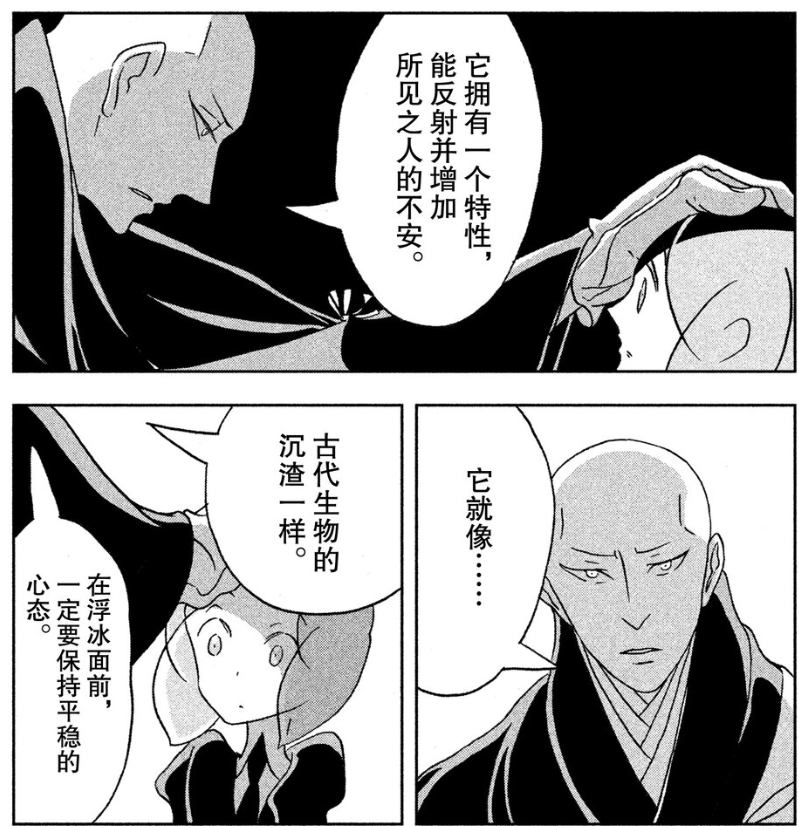 它拥有一个特性，
能反射并增加
所见之人的不安。
它就像……
古代生物的
沉渣一样。
在浮冰面前，
一定要保持平稳的
心态。